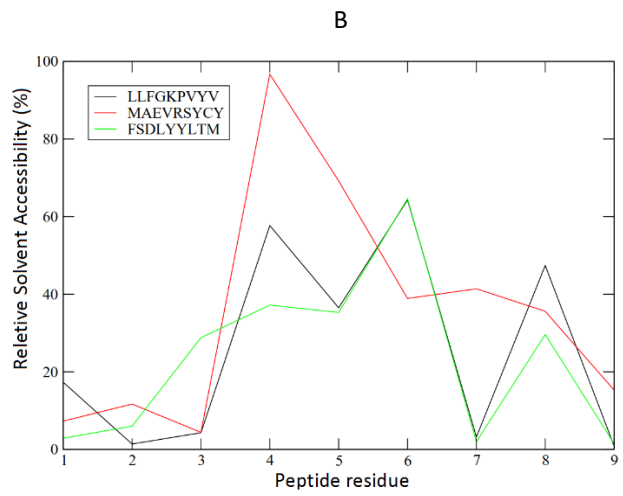 B
Reletive Solvent Accessibility (%)
100
80
60
40
20
0
LLFGKPVYV
MAEVRSYCY
FSDLYYLTM
1 2 3 4 5 6 7 8 9
Peptide residue